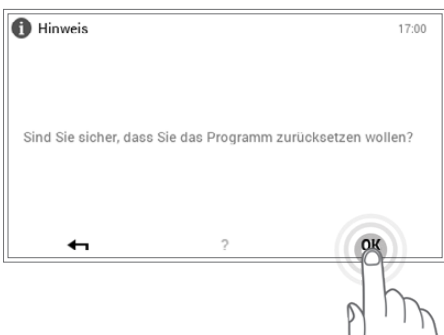 Hinweis 17:00
Sind Sie sicher, dass Sie das Programm zurücksetzen wollen?
? OK